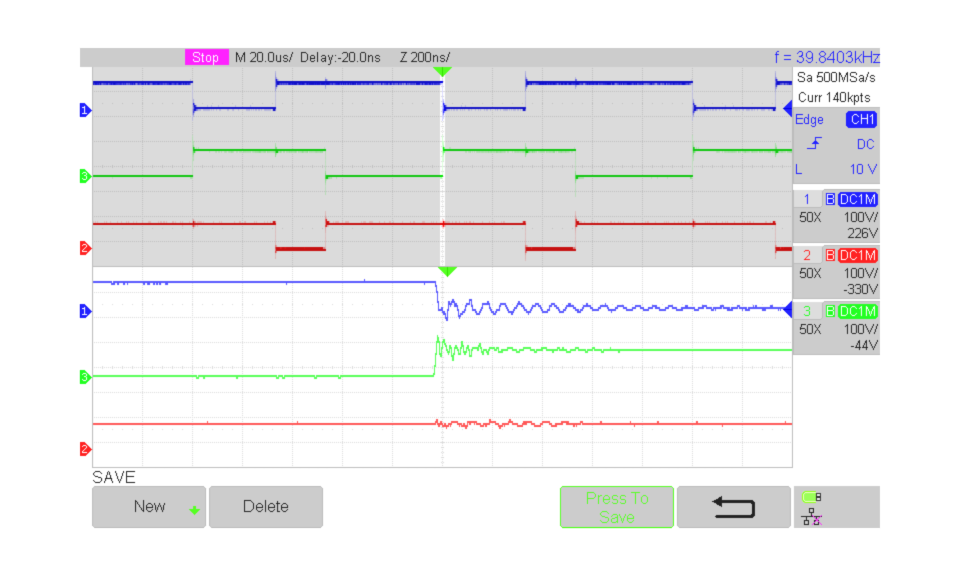 Stop M 20.0us/ Delay:-20.0ns Z 200ns/ f = 39.8403kHz
Sa 500MSa/s
Curr 140kpts
Edge CH1
DC
L 10 V
1 B DC1M
50X 100V/
226V
2 B DC1M
50X 100V/
-330V
3 B DC1M
50X 100V/
-44V
1
3
2
1
3
2
SAVE
New Delete Press To
Save